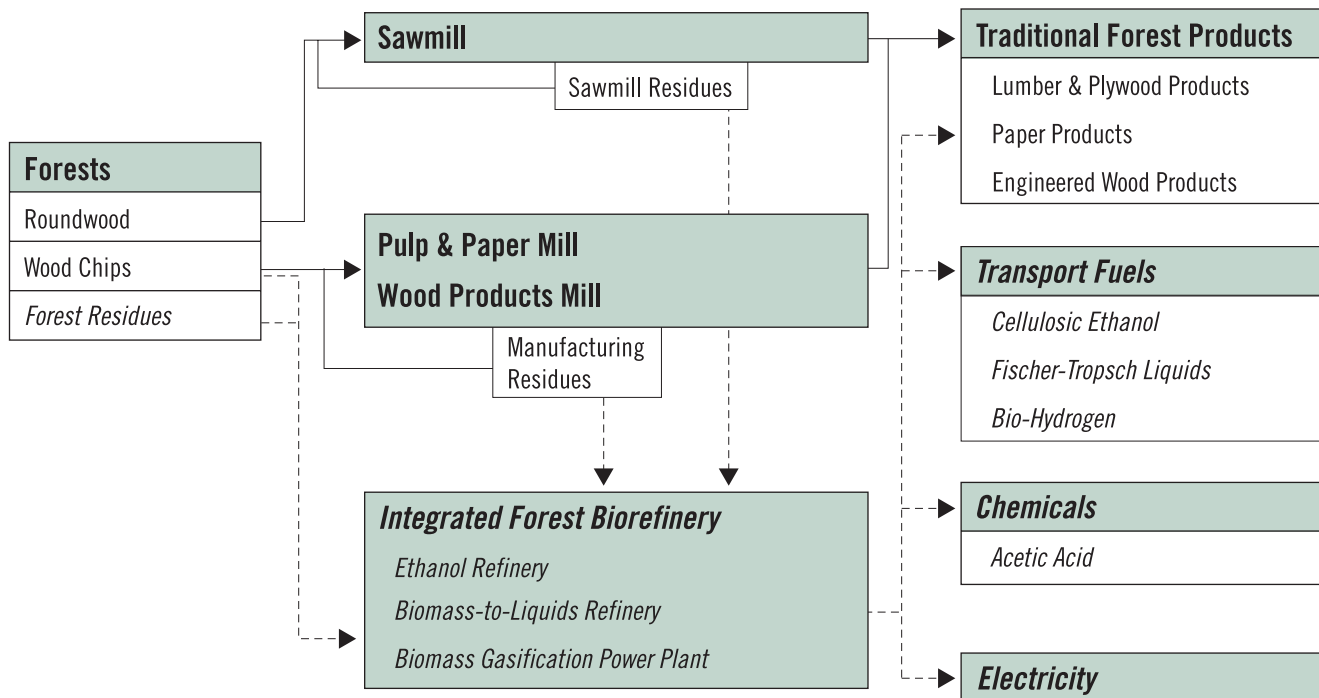 Forests
Roundwood
Wood Chips
Forest Residues
Sawmill
Sawmill Residues
Pulp & Paper Mill
Wood Products Mill
Manufacturing
Residues
Integrated Forest Biorefinery
Ethanol Refinery
Biomass-to-Liquids Refinery
Biomass Gasification Power Plant
Traditional Forest Products
Lumber & Plywood Products
Paper Products
Engineered Wood Products
Transport Fuels
Cellulosic Ethanol
Fischer-Tropsch Liquids
Bio-Hydrogen
Chemicals
Acetic Acid
Electricity